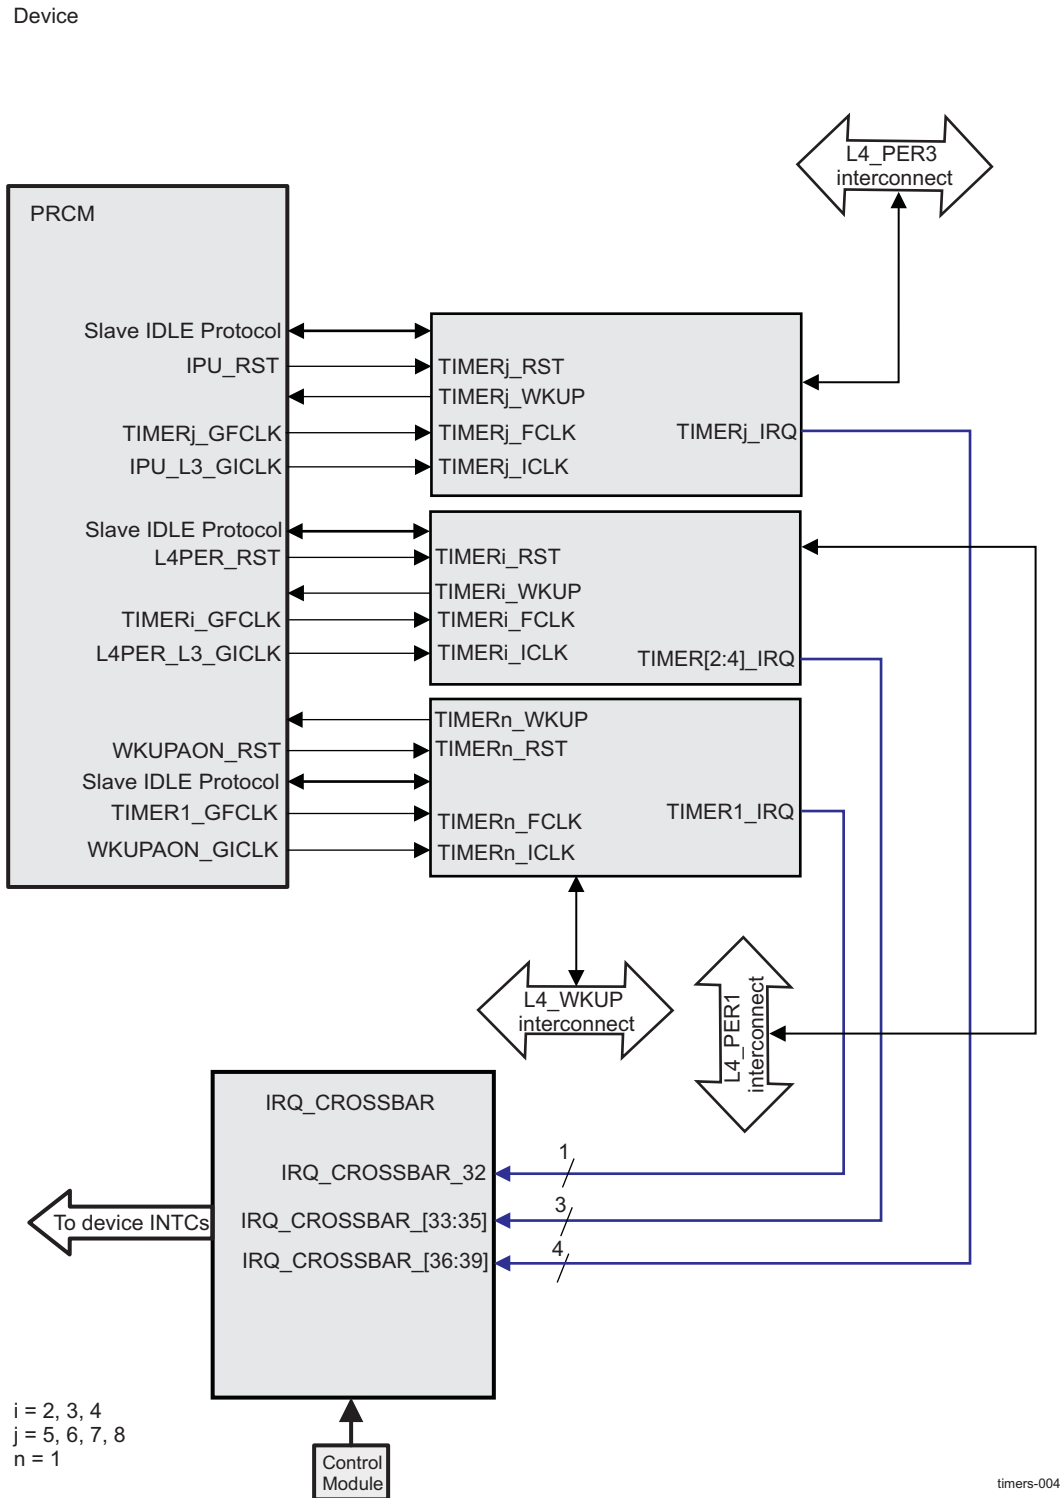 Device
L4_PER3
interconnect
PRCM
Slave IDLE Protocol
IPU_RST
TIMERj_GFCLK
IPU_L3_GICLK
Slave IDLE Protocol
L4PER_RST
TIMERi_GFCLK
L4PER_L3_GICLK
WKUPAON_RST
Slave IDLE Protocol
TIMER1_GFCLK
WKUPAON_GICLK
TIMERj_RST
TIMERj_WKUP
TIMERj_FCLK
TIMERj_IRQ
TIMERj_ICLK
TIMERi_RST
TIMERi_WKUP
TIMERi_FCLK
TIMERi_ICLK
TIMER[2:4]_IRQ
TIMERn_WKUP
TIMERn_RST
TIMER1_IRQ
TIMERn_FCLK
TIMERn_ICLK
L4_WKUP
interconnect
L4_PER1
interconnect
IRQ_CROSSBAR
IRQ_CROSSBAR_32
1
IRQ_CROSSBAR_[33:35]
3
IRQ_CROSSBAR_[36:39]
4
To device INTCs
i = 2, 3, 4
j = 5, 6, 7, 8
n = 1
Control
Module
timers-004